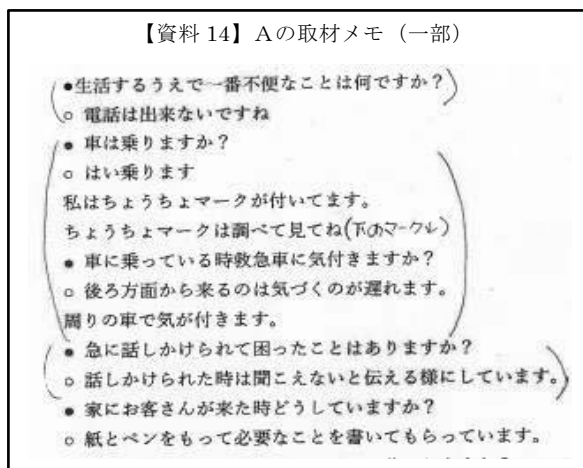 【資料 14】Aの取材メモ（一部）
●生活するうえで一番不便なことは何ですか？
○ 電話は出来ないですね
● 車は乗りますか？
○ はい乗ります
私はちょうちょマークが付いてます。
ちょうちょマークは調べて見てね(下のマーク↓)
● 車に乗っている時救急車に気付きますか？
○ 後ろ方面から来るのは気づくのが遅れます。
周りの車で気が付きます。
● 急に話しかけられて困ったことはありますか？
○ 話しかけられた時は聞こえないと伝える様にしています。
● 家にお客さんが来た時どうしていますか？
○ 紙とペンをもって必要なことを書いてもらっています。